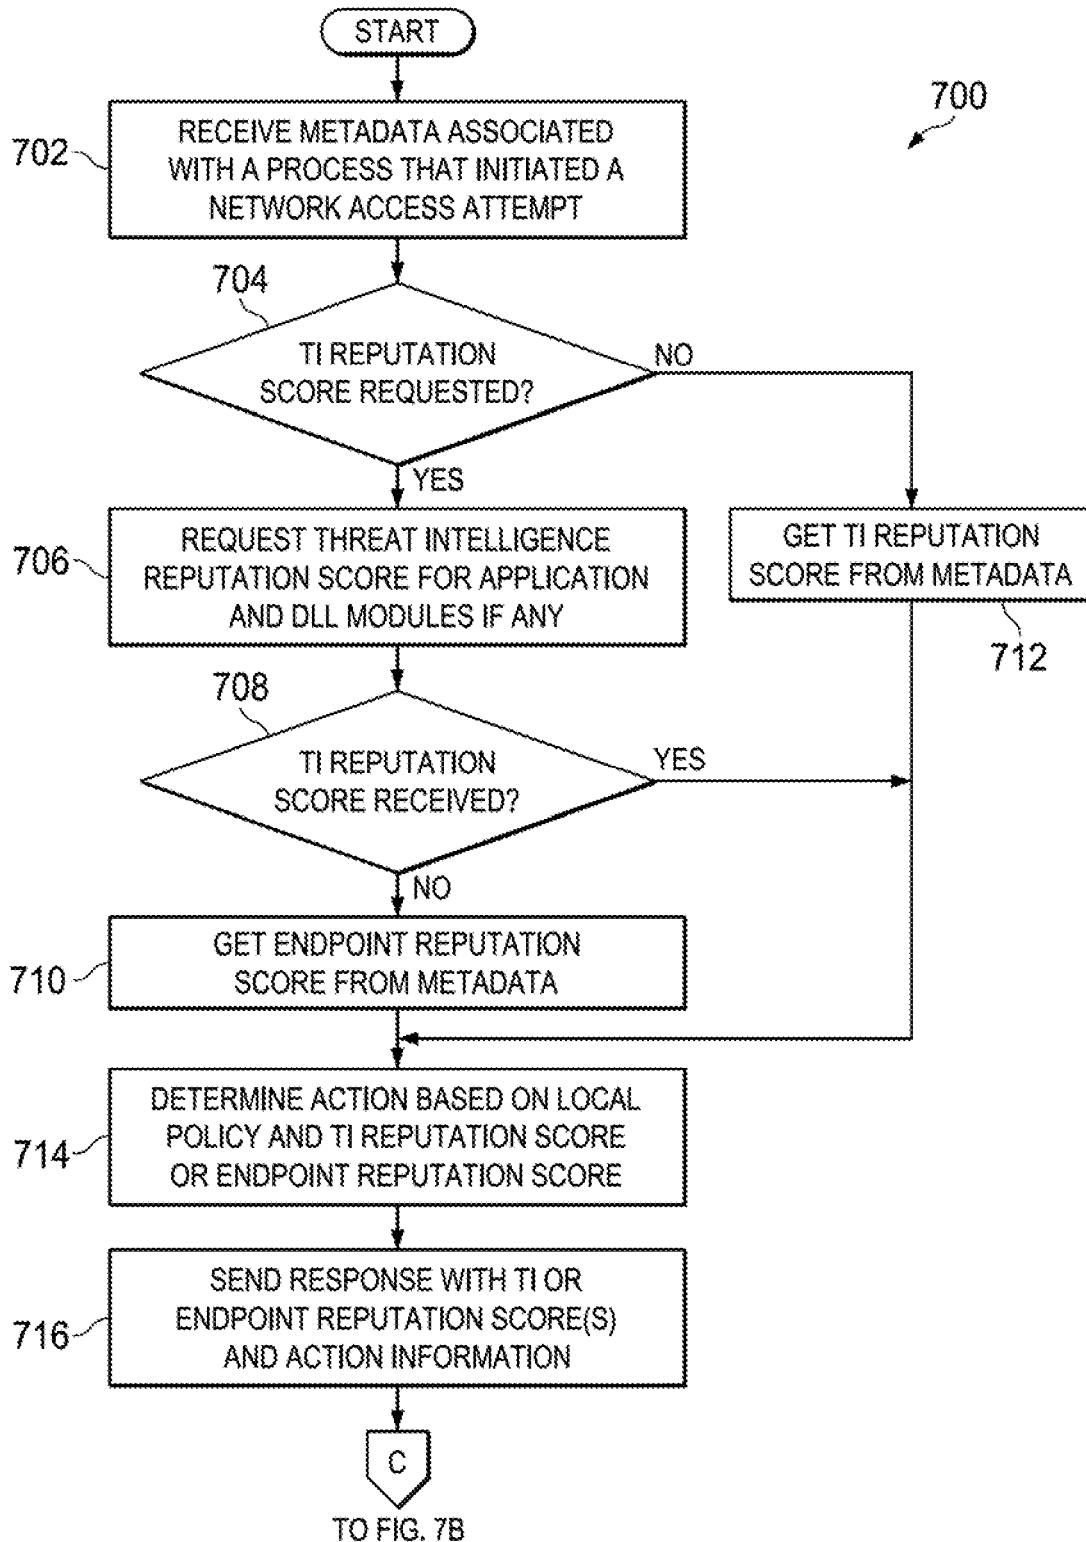 START
700
702
RECEIVE METADATA ASSOCIATED
WITH A PROCESS THAT INITIATED A
NETWORK ACCESS ATTEMPT
704
TI REPUTATION
SCORE REQUESTED?
NO
YES
706
REQUEST THREAT INTELLIGENCE
REPUTATION SCORE FOR APPLICATION
AND DLL MODULES IF ANY
GET TI REPUTATION
SCORE FROM METADATA
712
708
TI REPUTATION
SCORE RECEIVED?
YES
NO
710
GET ENDPOINT REPUTATION
SCORE FROM METADATA
714
DETERMINE ACTION BASED ON LOCAL
POLICY AND TI REPUTATION SCORE
OR ENDPOINT REPUTATION SCORE
716
SEND RESPONSE WITH TI OR
ENDPOINT REPUTATION SCORE(S)
AND ACTION INFORMATION
C
TO FIG. 7B